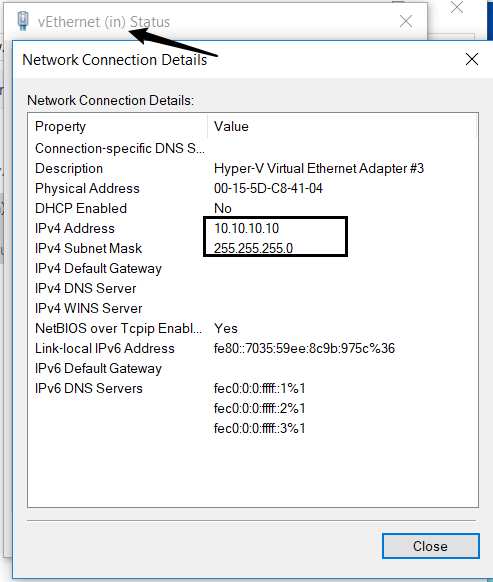 vEthernet (in) Status
Network Connection Details
Network Connection Details:
Property Value
Connection-specific DNS S...
Description Hyper-V Virtual Ethernet Adapter #3
Physical Address 00-15-5D-C8-41-04
DHCP Enabled No
IPv4 Address 10.10.10.10
IPv4 Subnet Mask 255.255.255.0
IPv4 Default Gateway
IPv4 DNS Server
IPv4 WINS Server
NetBIOS over Tcpip Enabl... Yes
Link-local IPv6 Address fe80::7035:59ee:8c9b:975c%36
IPv6 Default Gateway
IPv6 DNS Servers fec0:0:0:ffff::1%1
fec0:0:0:ffff::2%1
fec0:0:0:ffff::3%1
Close